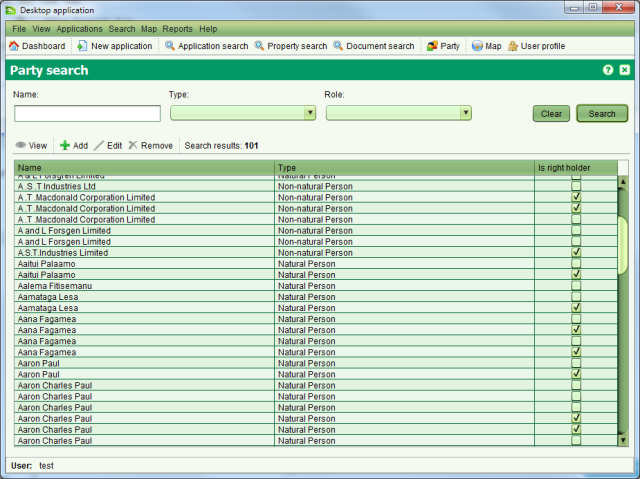 Desktop application
File View Applications Search Map Reports Help
Dashboard New application Application search Property search Document search Party Map User profile
Party search
Name: Type: Role:
Clear Search
View Add Edit Remove Search results: 101
Name Type Is right holder
A & L Forsgren Limited Natural Person
A .S .T Industries Ltd Non-natural Person
A .T .Macdonald Corporation Limited Non-natural Person
A .T .Macdonald Corporation Limited Non-natural Person
A .T .Macdonald Corporation Limited Non-natural Person
A and L Forsgen Limited Non-natural Person
A and L Forsgen Limited Non-natural Person
A.S.T.Industries Limited Non-natural Person
Aaitui Palaamo Natural Person
Aaitui Palaamo Natural Person
Aalema Fitisemanu Natural Person
Aamataga Lesa Natural Person
Aamataga Lesa Natural Person
Aana Fagamea Natural Person
Aana Fagamea Natural Person
Aana Fagamea Natural Person
Aana Fagamea Natural Person
Aaron Paul Natural Person
Aaron Paul Natural Person
Aaron Charles Paul Natural Person
Aaron Charles Paul Natural Person
Aaron Charles Paul Natural Person
Aaron Charles Paul Natural Person
Aaron Charles Paul Natural Person
Aaron Charles Paul Natural Person
User: test